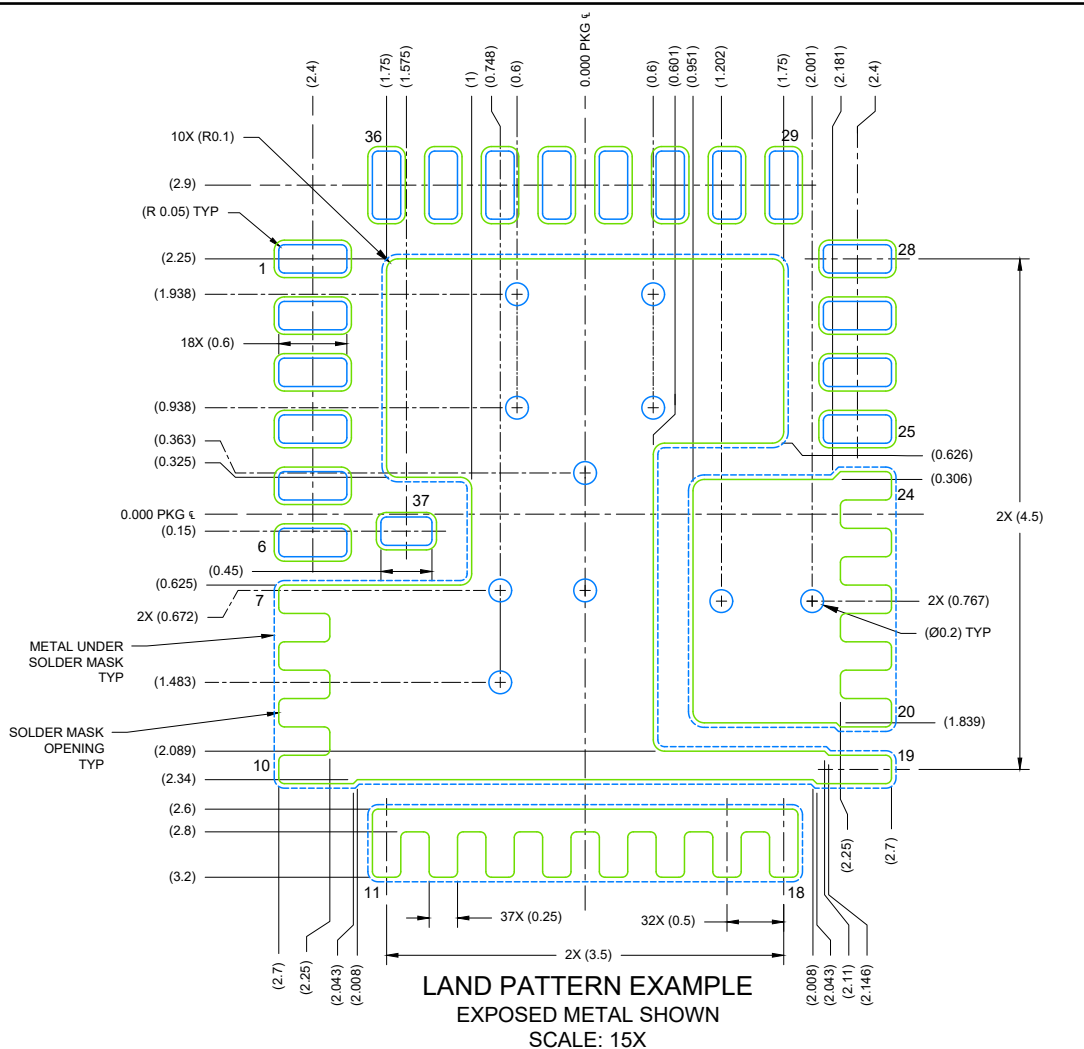 (2.4)
(1.75)
(1.575)
(1)
(0.748)
(0.6)
0.000 PKG ℄
(0.6)
(0.601)
(0.951)
(1.202)
(1.75)
(2.001)
(2.181)
(2.4)
10X (R0.1)
36
29
(2.9)
(R 0.05) TYP
(2.25)
1
28
(1.938)
18X (0.6)
(0.938)
25
(0.363)
(0.325)
(0.626)
(0.306)
37
24
0.000 PKG ℄
(0.15)
2X (4.5)
6
(0.45)
(0.625)
7
2X (0.672)
2X (0.767)
(Ø0.2) TYP
METAL UNDER
SOLDER MASK
TYP
(1.483)
SOLDER MASK
OPENING
TYP
20
(1.839)
(2.089)
10
19
(2.34)
(2.6)
(2.8)
(3.2)
11
18
(2.25)
(2.7)
37X (0.25)
32X (0.5)
2X (3.5)
(2.7)
(2.25)
(2.043)
(2.008)
(2.008)
(2.043)
(2.11)
(2.146)
LAND PATTERN EXAMPLE
EXPOSED METAL SHOWN
SCALE: 15X